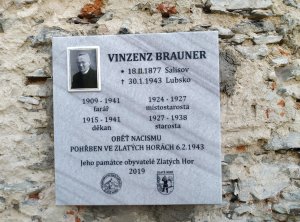 VINZENZ BRAUNER
* 18.11.1877 Salisov
+ 30.1.1943 Lubsko
1909 - 1941
farář
1924 - 1927
místostarosta
1915 - 1941
děkan
1927 - 1938
starosta
OBĚŤ NACISMU
POHŘBEN VE ZLATÝCH HORÁCH 6.2.1943
Jeho památce obyvatelé Zlatých Hor
2019